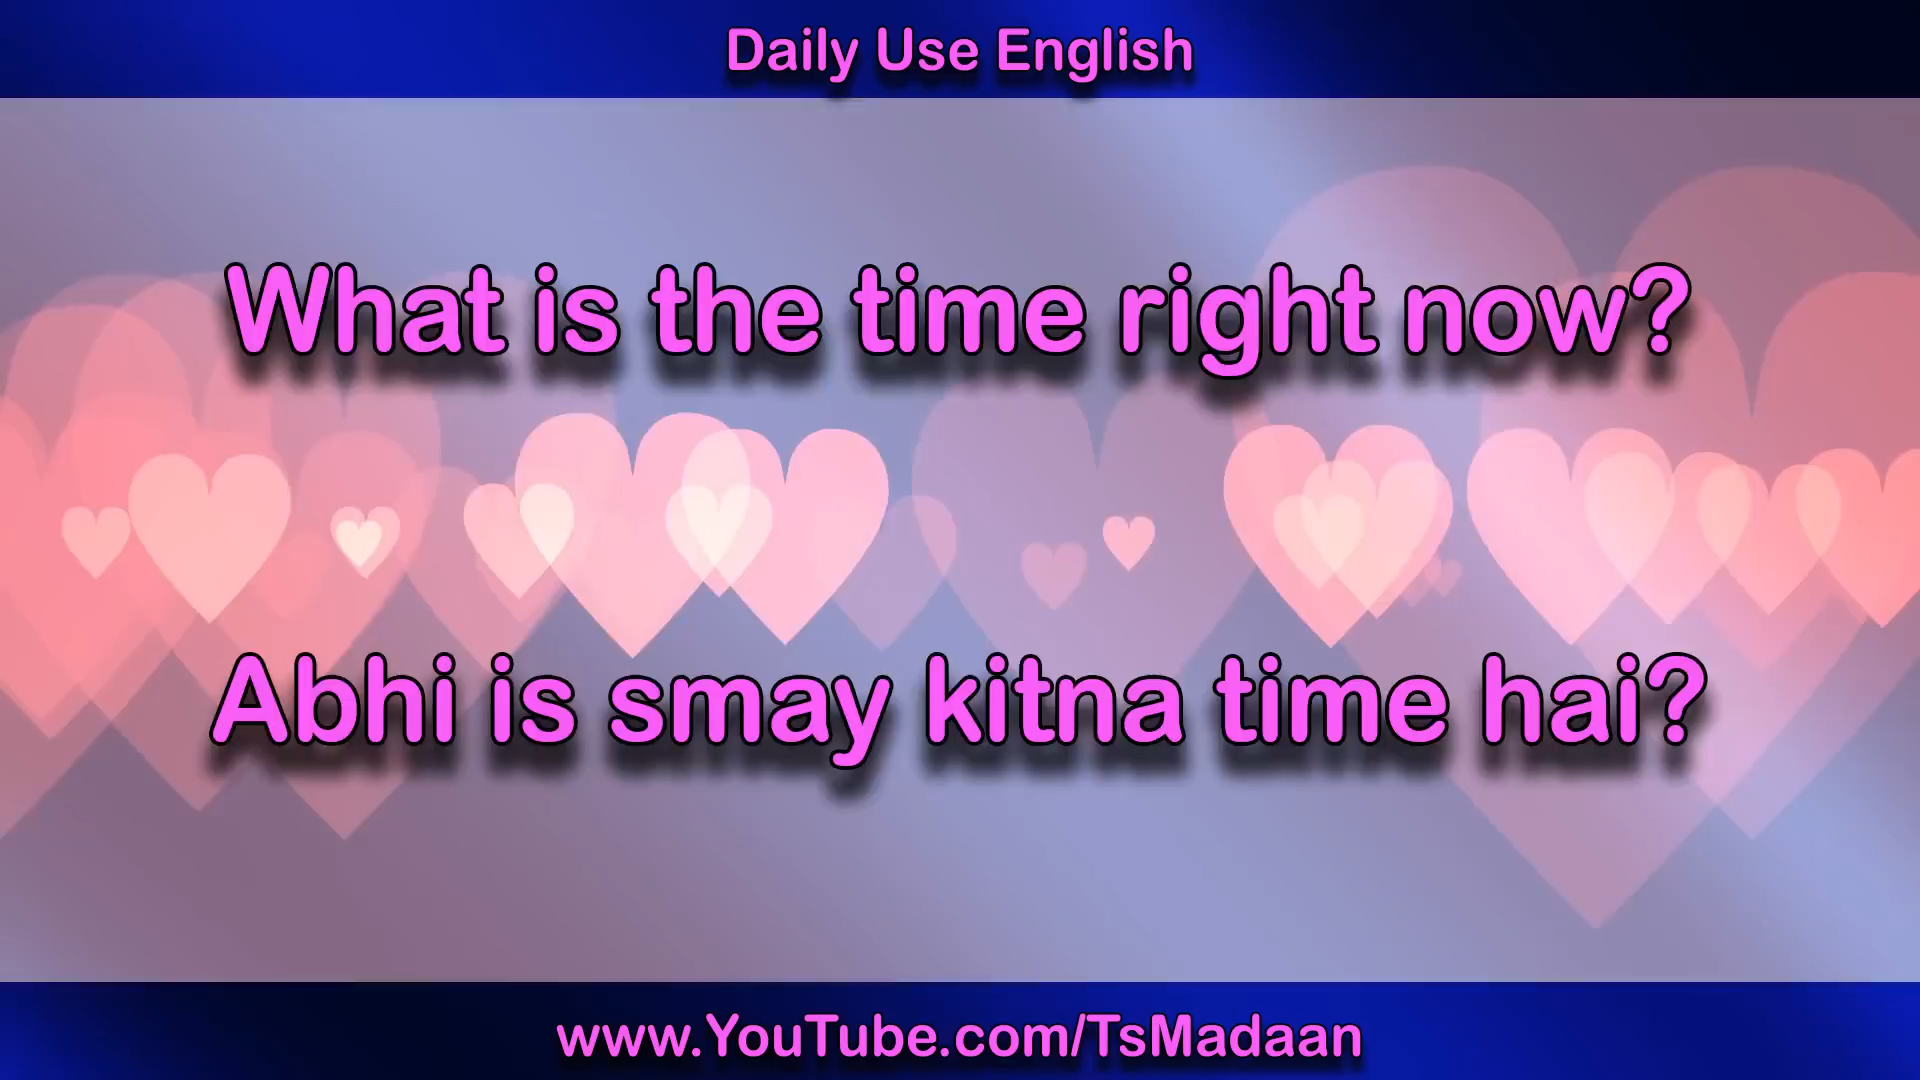 Daily Use English
What is the time right now?
Abhi is smay kitna time hai?
www.YouTube.com/TsMadaan